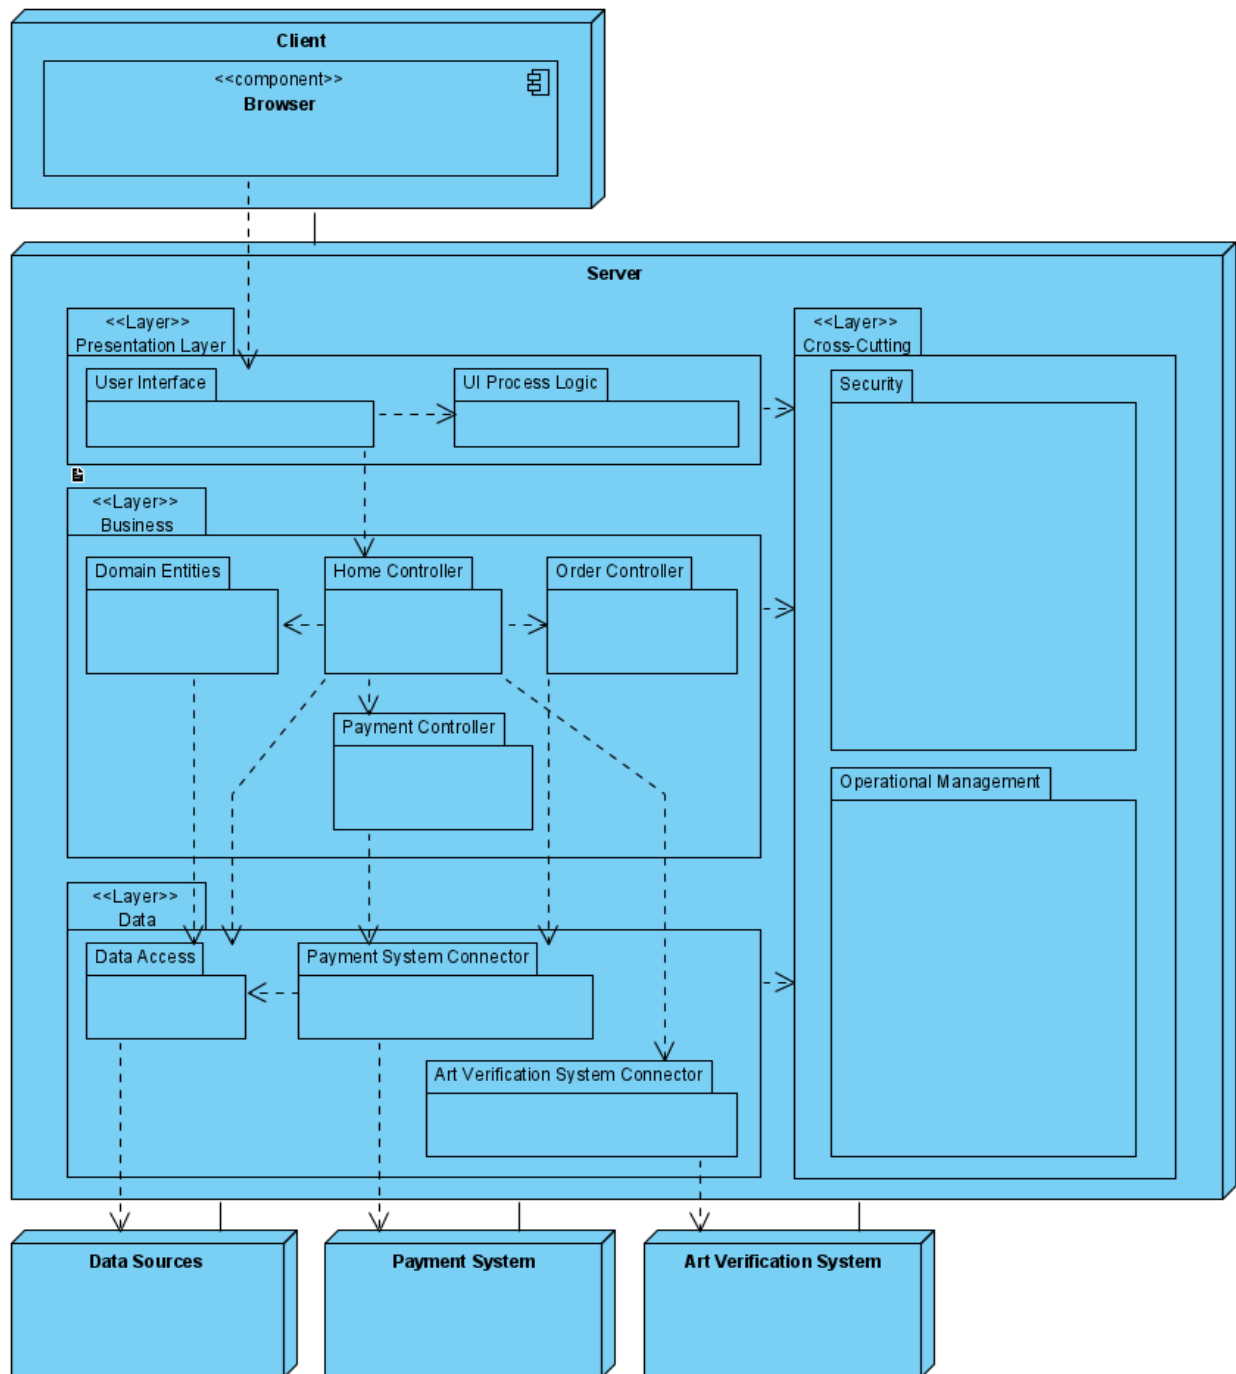 Client
<<component>>
Browser
Server
<<Layer>>
Presentation Layer
User Interface
UI Process Logic
<<Layer>>
Cross-Cutting
Security
<<Layer>>
Business
Domain Entities
Home Controller
Order Controller
Payment Controller
Operational Management
<<Layer>>
Data
Data Access
Payment System Connector
Art Verification System Connector
Data Sources
Payment System
Art Verification System